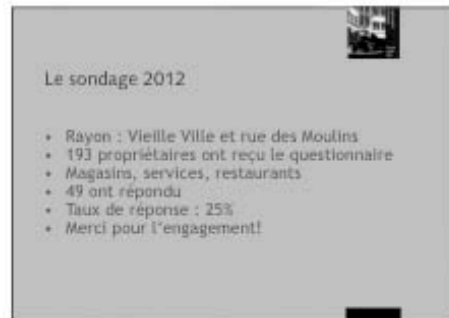 Le sondage 2012
• Rayon : Vieille Ville et rue des Moulins
• 193 propriétaires ont reçu le questionnaire
• Magasins, services, restaurants
• 49 ont répondu
• Taux de réponse : 25%
• Merci pour l'engagement!